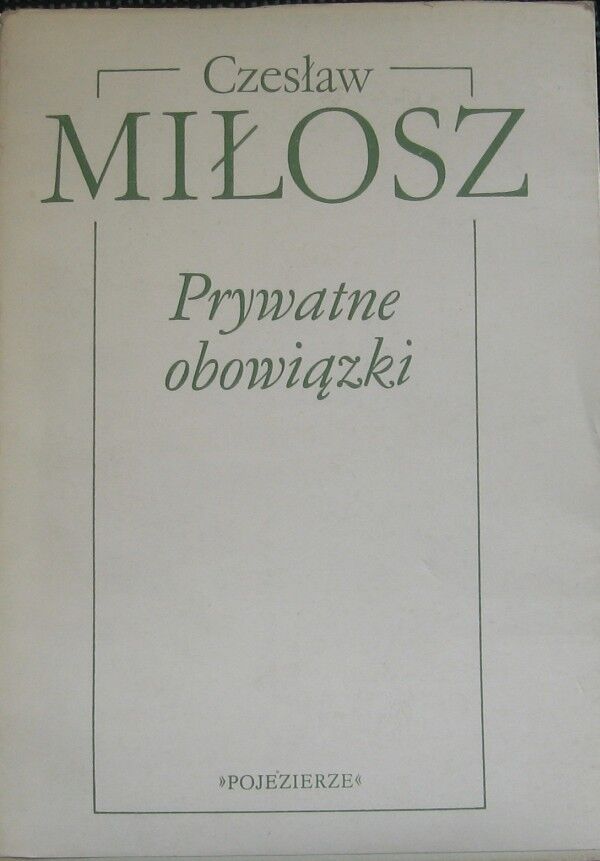 Czesław
MIŁOSZ
Prywatne
obowiązki
»POJEZIERZE«